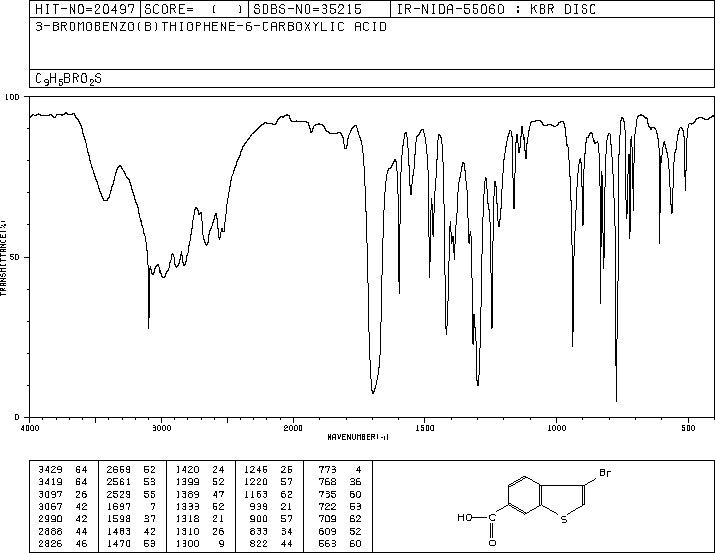 HIT-NO=20497 SCORE= ( ) SDBS-NO=35215 IR-NIDA-55060 : KBR DISC
3-BROMOBENZO(B)THIOPHENE-6-CARBOXYLIC ACID
C9H5BRO2S
100
50
0
TRANSMITTANCE(%)
4000 3000 2000 1500 1000 500
WAVENUMBER(-1)
3429 64 2669 52 1420 24 1246 26 773 4
3419 64 2561 53 1399 52 1220 57 768 36
3097 26 2529 55 1389 47 1163 62 735 60
3067 42 1697 7 1333 52 939 21 722 53
2990 42 1598 37 1318 21 900 57 709 62
2888 44 1483 42 1310 26 833 34 609 52
2826 46 1470 53 1300 9 822 44 563 60
Br
HO-C
S
O